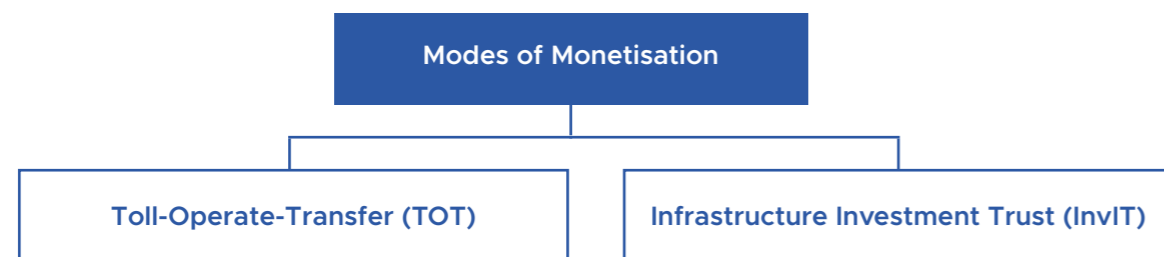 Modes of Monetisation
Toll-Operate-Transfer (TOT)
Infrastructure Investment Trust (InvIT)